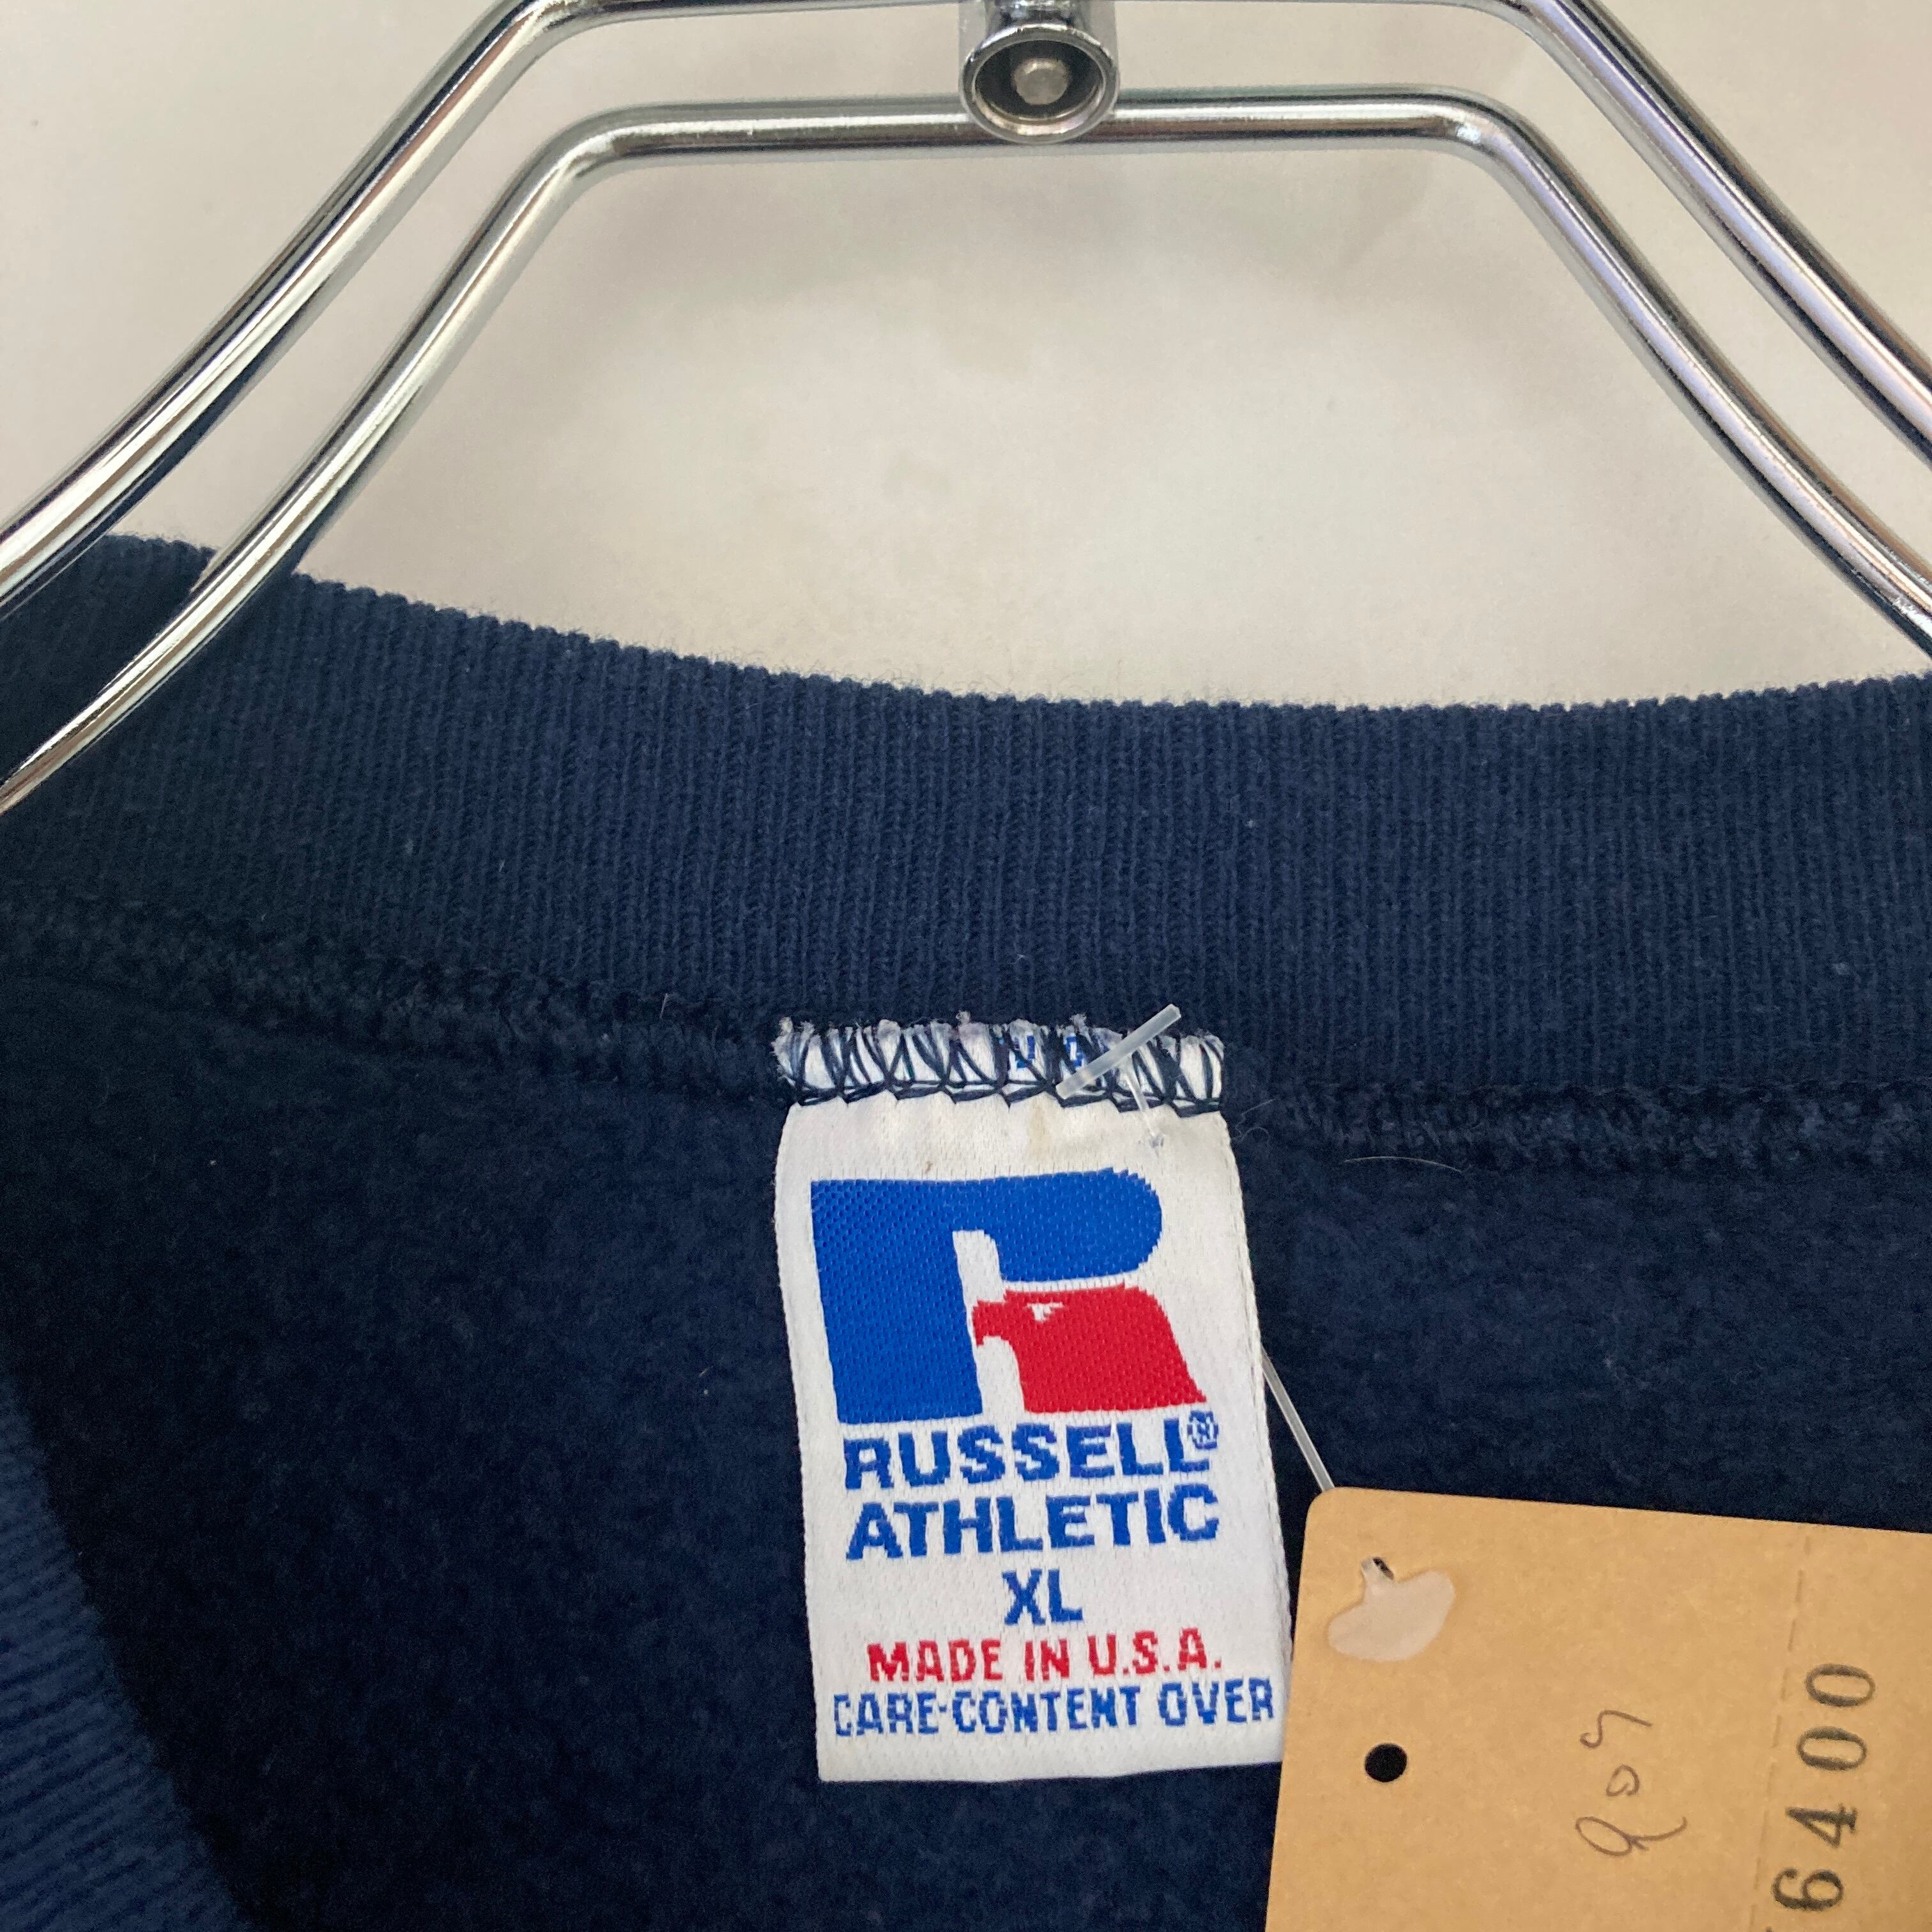 RUSSELL®
ATHLETIC
XL
MADE IN U.S.A.
CARE-CONTENT OVER
6400